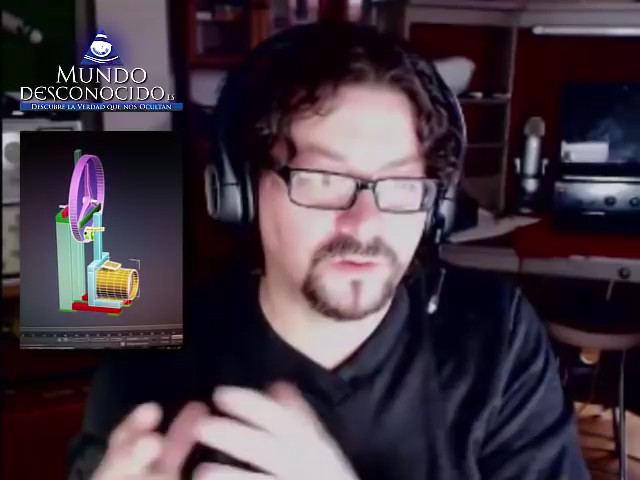 MUNDO
DESCONOCIDO.ES
DESCUBRE LA VERDAD QUE NOS OCULTAN